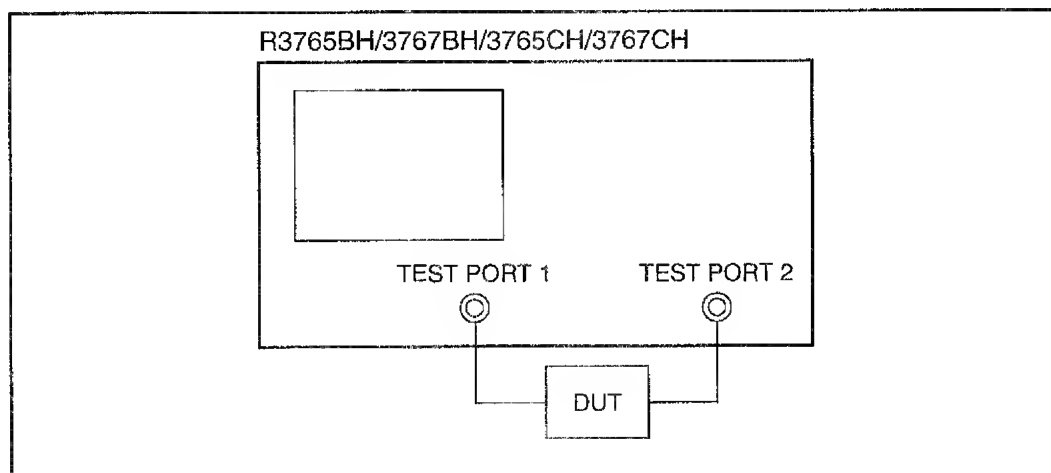 R3765BH/3767BH/3765CH/3767CH
TEST PORT 1
TEST PORT 2
DUT